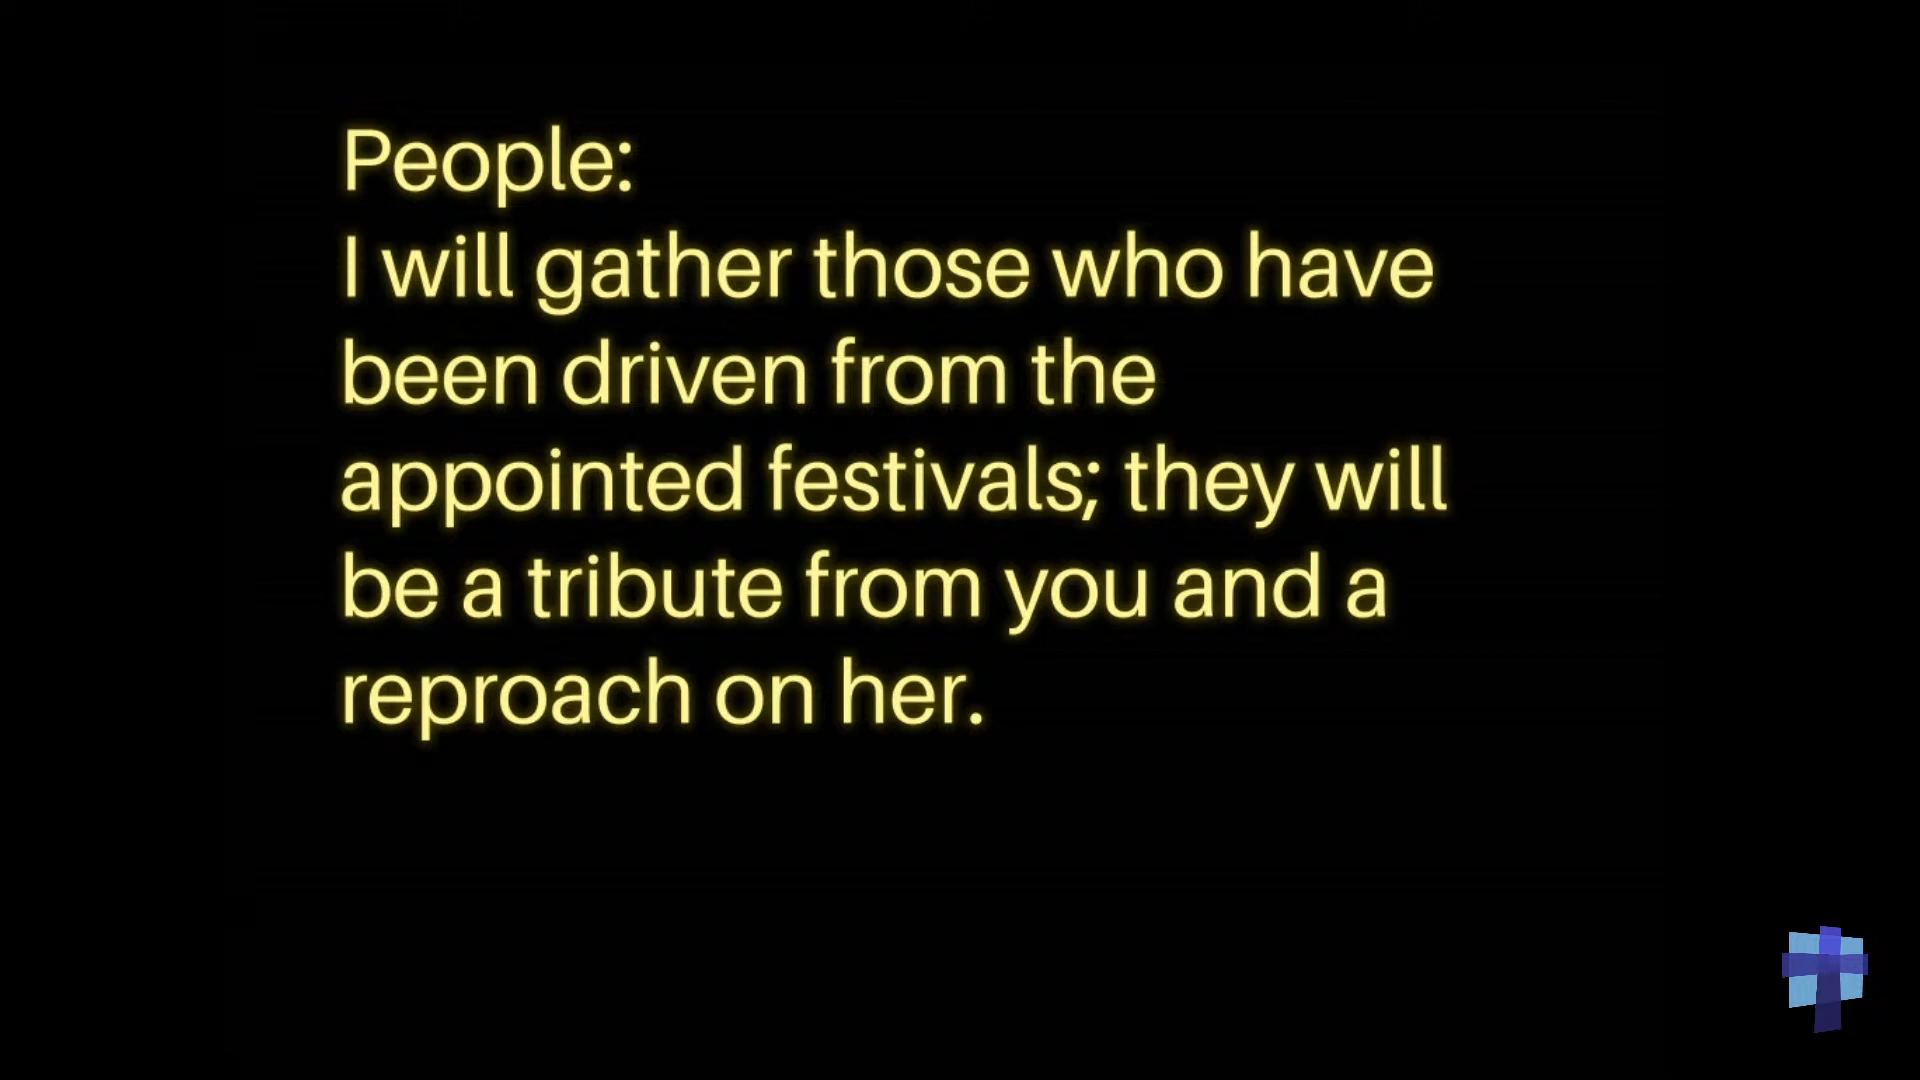 People:
I will gather those who have
been driven from the
appointed festivals; they will
be a tribute from you and a
reproach on her.